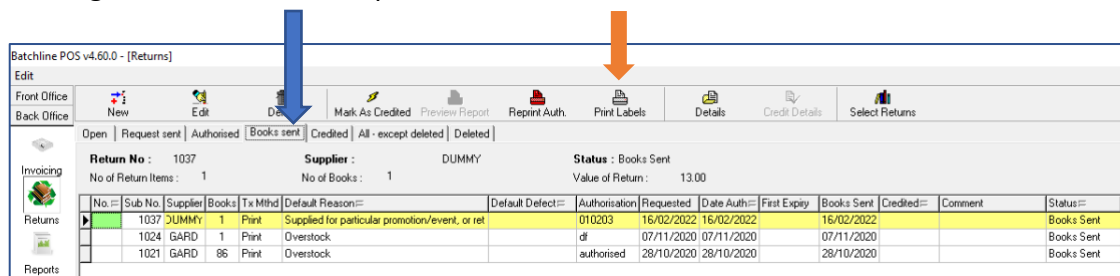 Batchline POS v4.60.0 - [Returns]
Edit
Front Office
Back Office
New Edit De Mark As Credited Preview Report Reprint Auth. Print Labels Details Credit Details Select Returns
Open Request sent Authorised Books sent Credited All - except deleted Deleted
Invoicing
Returns
Reports
Return No : 1037 Supplier : DUMMY Status : Books Sent
No of Return Items : 1 No of Books : 1 Value of Return : 13.00
No. Sub No. Supplier Books Tx Mthd Default Reason Default Defect Authorisation Requested Date Auth First Expiry Books Sent Credited Comment Status
1037 DUMMY 1 Print Supplied for particular promotion/event, or ret 010203 16/02/2022 16/02/2022 16/02/2022 Books Sent
1024 GARD 1 Print Overstock df 07/11/2020 07/11/2020 07/11/2020 Books Sent
1021 GARD 86 Print Overstock authorised 28/10/2020 28/10/2020 28/10/2020 Books Sent